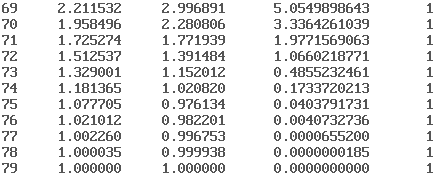 69 2.211532 2.996891 5.0549898643 1
70 1.958496 2.280806 3.3364261039 1
71 1.725274 1.771939 1.9771569063 1
72 1.512537 1.391484 1.0660218771 1
73 1.329001 1.152012 0.4855232461 1
74 1.181365 1.020820 0.1733720213 1
75 1.077705 0.976134 0.0403791731 1
76 1.021012 0.982201 0.0040732736 1
77 1.002260 0.996753 0.0000655200 1
78 1.000035 0.999938 0.0000000185 1
79 1.000000 1.000000 0.0000000000 1